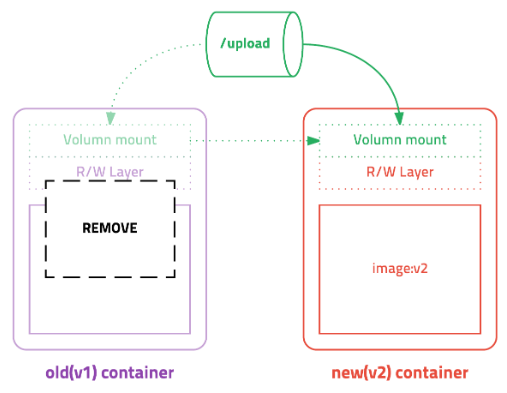 /upload
Volumn mount
Volumn mount
R/W Layer
R/W Layer
REMOVE
image:v2
old(v1) container
new(v2) container